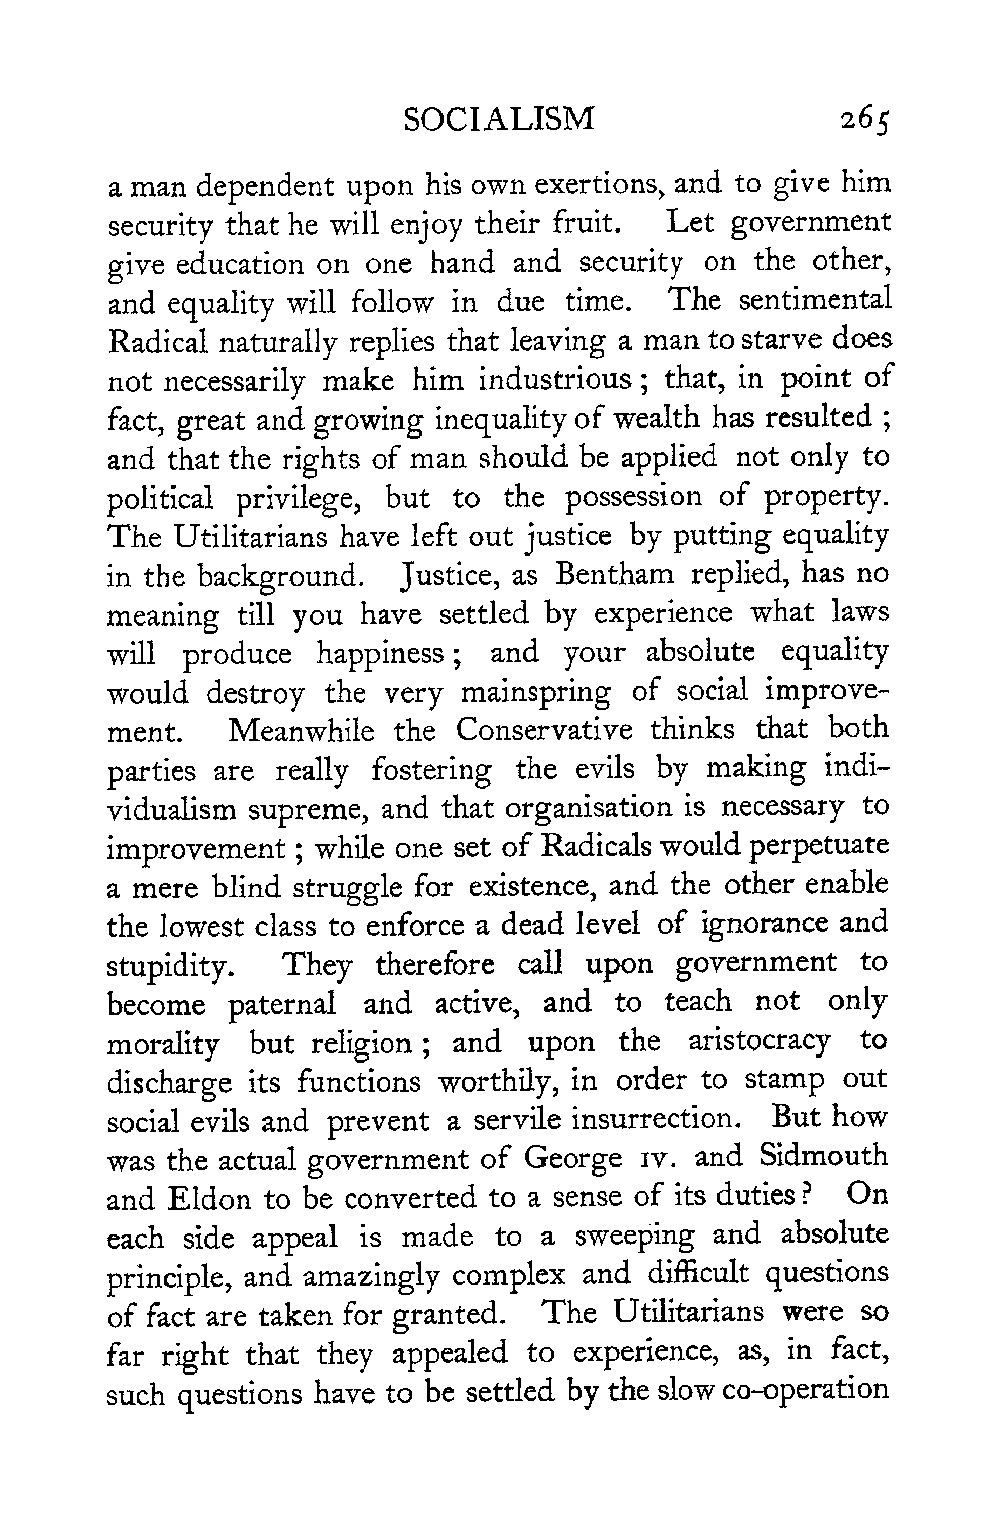 SOCIALISM 265
a man dependent upon his own exertions, and to give him
security that he will enjoy their fruit. Let government
give education on one hand and security on the other,
and equality will follow in due time. The sentimental
Radical naturally replies that leaving a man to starve does
not necessarily make him industrious ; that, in point of
fact, great and growing inequality of wealth has resulted ;
and that the rights of man should be applied not only to
political privilege, but to the possession of property.
The Utilitarians have left out justice by putting equality
in the background. Justice, as Bentham replied, has no
meaning till you have settled by experience what laws
will produce happiness ; and your absolute equality
would destroy the very mainspring of social improve-
ment. Meanwhile the Conservative thinks that both
parties are really fostering the evils by making indi-
vidualism supreme, and that organisation is necessary to
improvement ; while one set of Radicals would perpetuate
a mere blind struggle for existence, and the other enable
the lowest class to enforce a dead level of ignorance and
stupidity. They therefore call upon government to
become paternal and active, and to teach not only
morality but religion ; and upon the aristocracy to
discharge its functions worthily, in order to stamp out
social evils and prevent a servile insurrection. But how
was the actual government of George IV. and Sidmouth
and Eldon to be converted to a sense of its duties? On
each side appeal is made to a sweeping and absolute
principle, and amazingly complex and difficult questions
of fact are taken for granted. The Utilitarians were so
far right that they appealed to experience, as, in fact,
such questions have to be settled by the slow co-operation